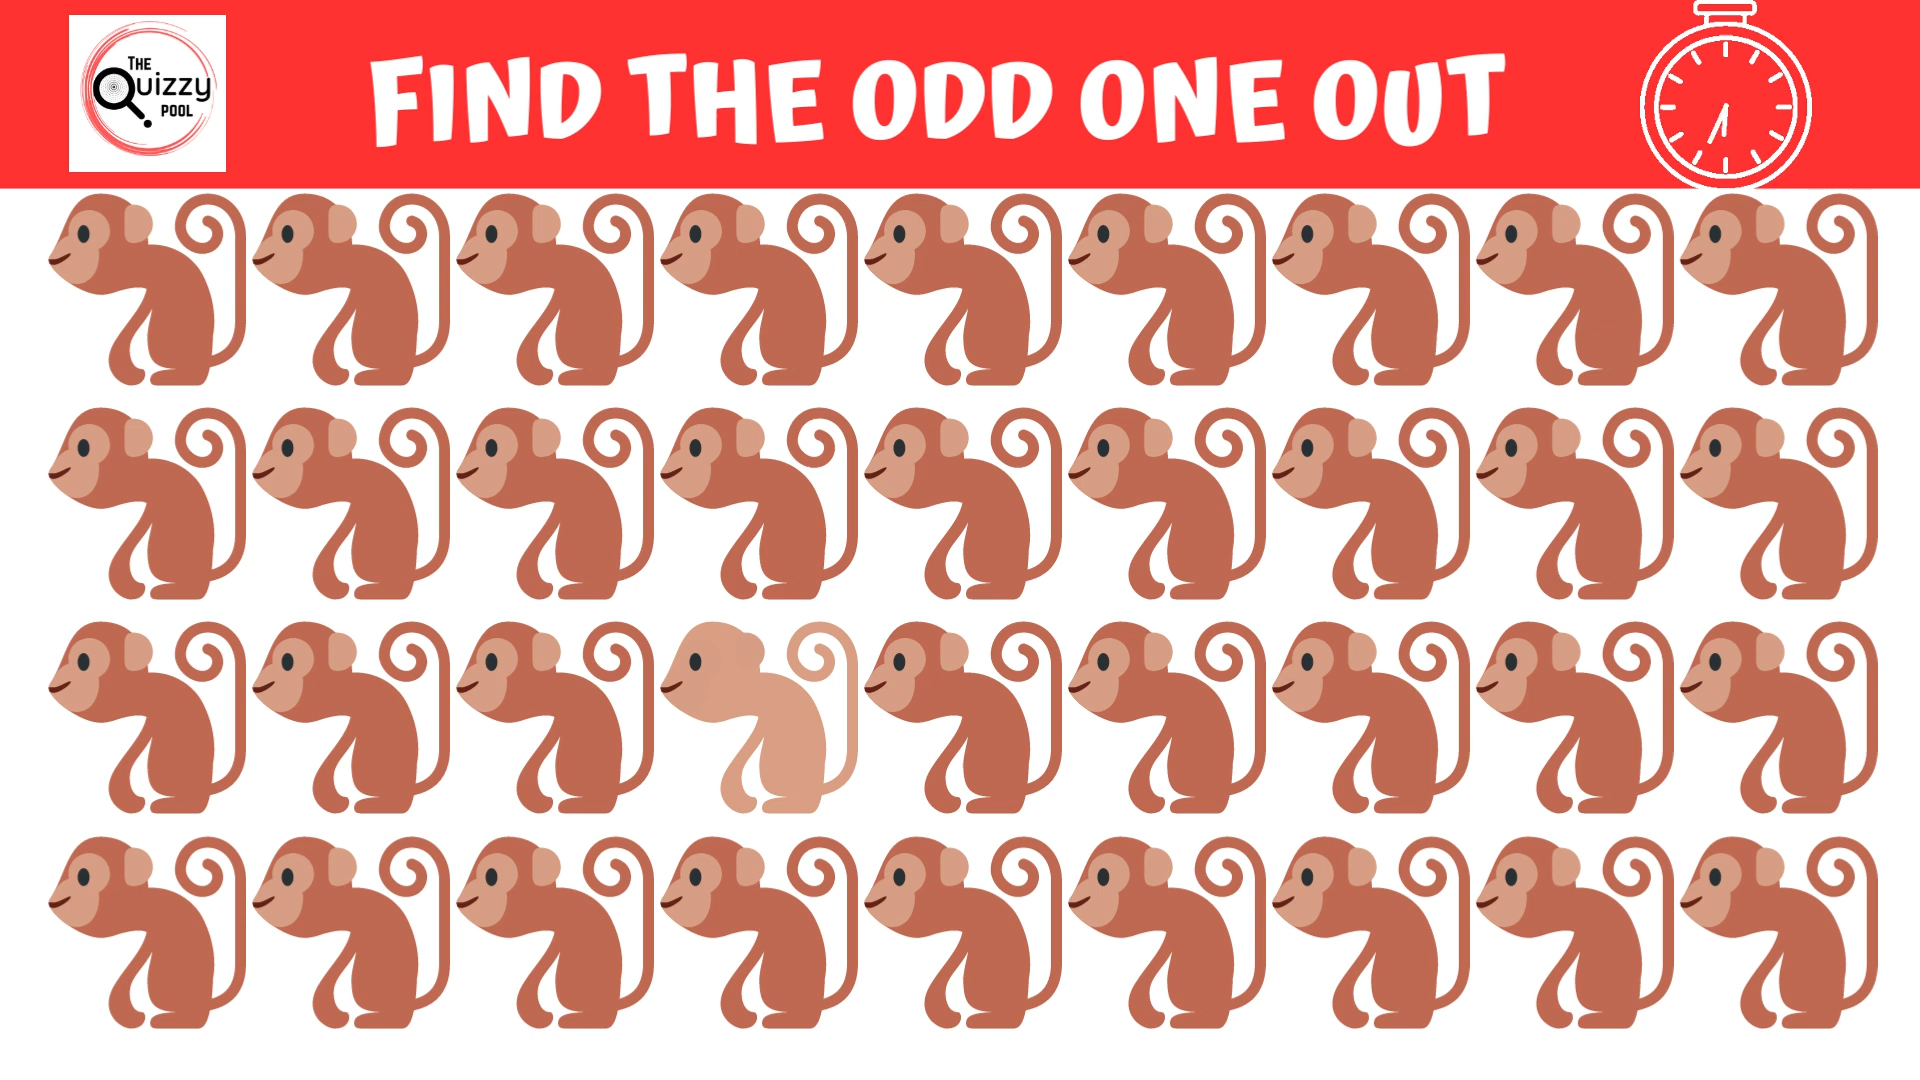 THE
Quizzy
POOL
FIND THE ODD ONE OUT